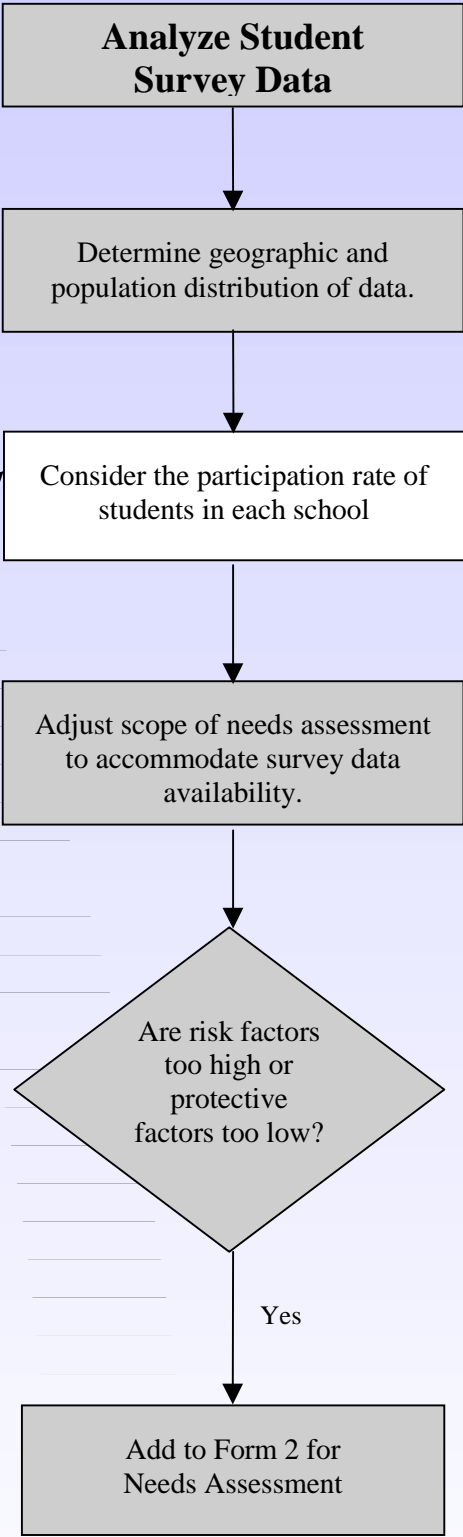 Analyze Student
Survey Data
Determine geographic and
population distribution of data.
Consider the participation rate of
students in each school
Adjust scope of needs assessment
to accommodate survey data
availability.
Are risk factors
too high or
protective
factors too low?
Yes
Add to Form 2 for
Needs Assessment